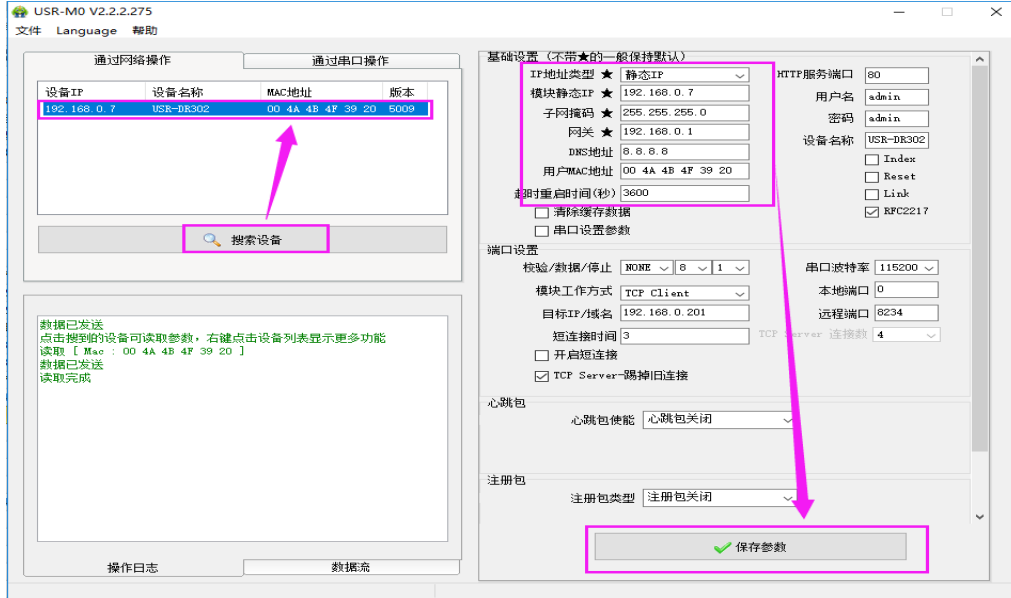 USR-M0 V2.2.2.275
文件 Language 帮助
通过网络操作 通过串口操作
设备IP 设备名称 MAC地址 版本
192.168.0.7 USR-DR302 00 4A 4B 4F 39 20 5009
搜索设备
数据已发送
点击搜到的设备可读取参数，右键点击设备列表显示更多功能
读取 [ Mac : 00 4A 4B 4F 39 20 ]
数据已发送
读取完成
操作日志 数据流
基础设置 (不带★的一般保持默认)
IP地址类型 ★ 静态IP
模块静态IP ★ 192.168.0.7
子网掩码 ★ 255.255.255.0
网关 ★ 192.168.0.1
DNS地址 8.8.8.8
用户MAC地址 00 4A 4B 4F 39 20
超时重启时间(秒) 3600
清除缓存数据
串口设置参数
HTTP服务端口 80
用户名 admin
密码 admin
设备名称 USR-DR302
Index
Reset
Link
RFC2217
端口设置
校验/数据/停止 NONE 8 1 串口波特率 115200
模块工作方式 TCP Client 本地端口 0
目标IP/域名 192.168.0.201 远程端口 8234
短连接时间 3 TCP Server 连接数 4
开启短连接
TCP Server-踢掉旧连接
心跳包
心跳包使能 心跳包关闭
注册包
注册包类型 注册包关闭
保存参数